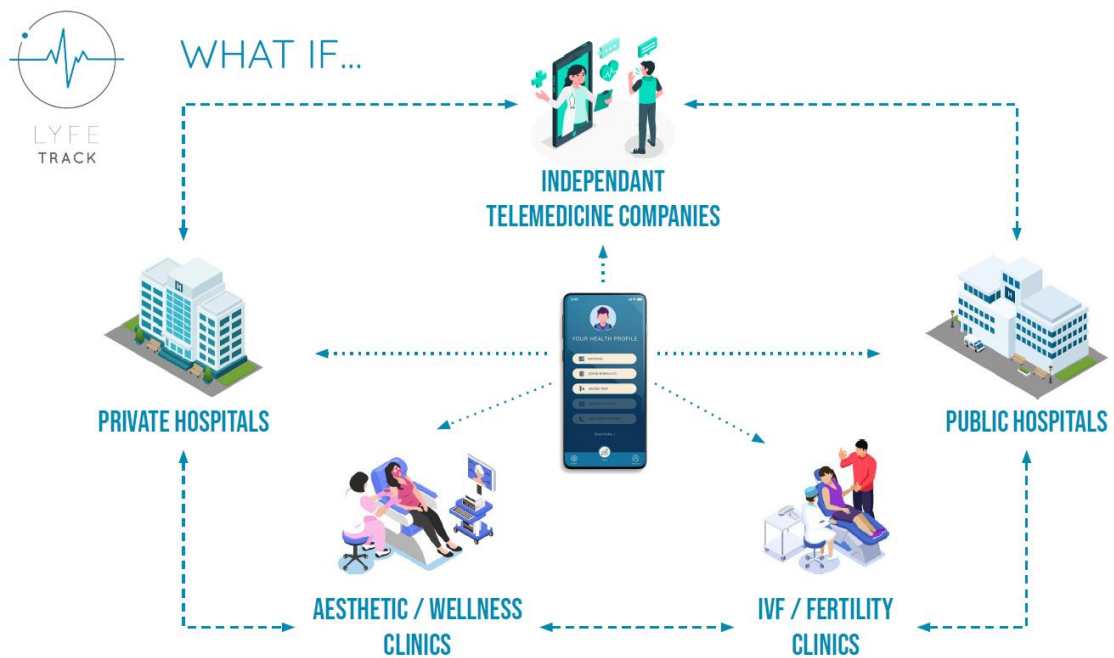 WHAT IF...
LYFE
TRACK
INDEPENDANT
TELEMEDICINE COMPANIES
H
H
YOUR HEALTH PROFILE
PRIVATE HOSPITALS
PUBLIC HOSPITALS
AESTHETIC / WELLNESS
CLINICS
IVF / FERTILITY
CLINICS